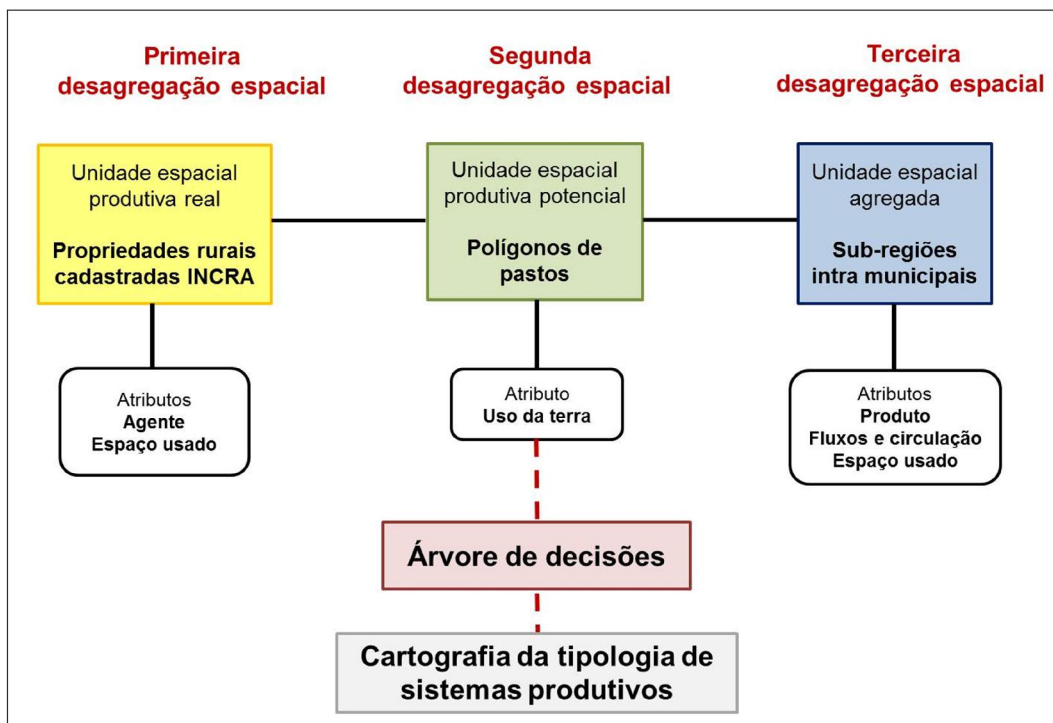 Primeira
desagregação espacial
Segunda
desagregação espacial
Terceira
desagregação espacial
Unidade espacial
produtiva real
Propriedades rurais
cadastradas INCRA
Unidade espacial
produtiva potencial
Polígonos de
pastos
Unidade espacial
agregada
Sub-regiões
intra municipais
Atributos
Agente
Espaço usado
Atributo
Uso da terra
Atributos
Produto
Fluxos e circulação
Espaço usado
Árvore de decisões
Cartografia da tipologia de
sistemas produtivos